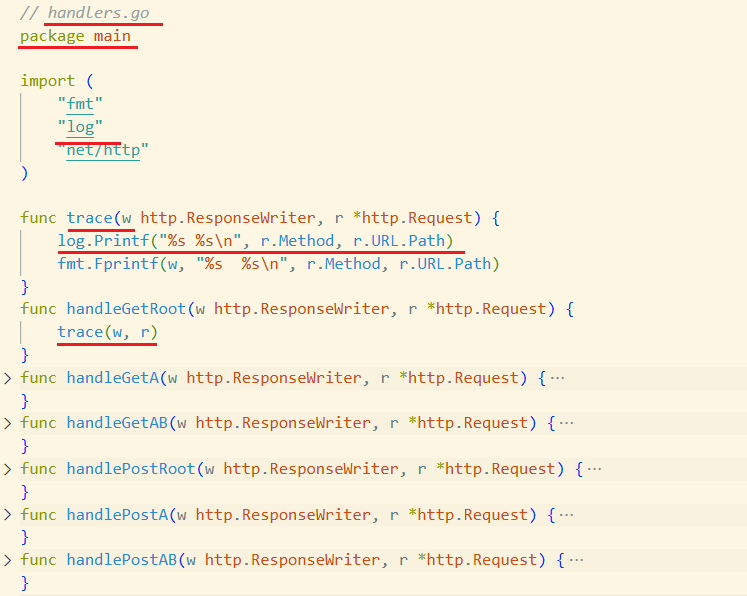 // handlers.go
package main

import (
    "fmt"
    "log"
    "net/http"
)

func trace(w http.ResponseWriter, r *http.Request) {
    log.Printf("%s %s\n", r.Method, r.URL.Path)
    fmt.Fprintf(w, "%s  %s\n", r.Method, r.URL.Path)
}
func handleGetRoot(w http.ResponseWriter, r *http.Request) {
    trace(w, r)
}
> func handleGetA(w http.ResponseWriter, r *http.Request) { ···
}
> func handleGetAB(w http.ResponseWriter, r *http.Request) { ···
}
> func handlePostRoot(w http.ResponseWriter, r *http.Request) { ···
}
> func handlePostA(w http.ResponseWriter, r *http.Request) { ···
}
> func handlePostAB(w http.ResponseWriter, r *http.Request) { ···
}